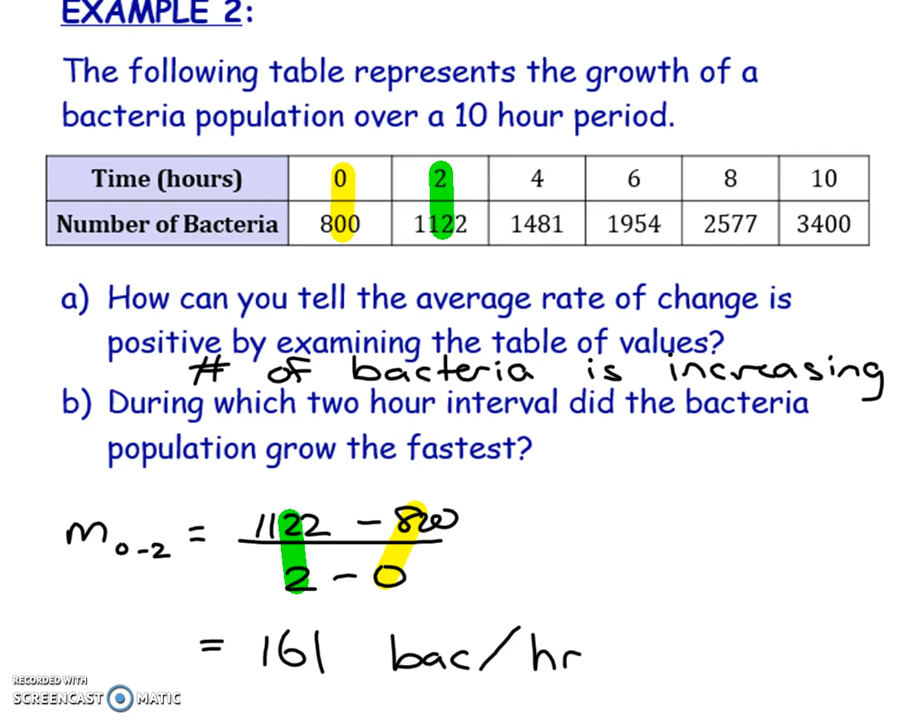 EXAMPLE 2:
The following table represents the growth of a
bacteria population over a 10 hour period.
Time (hours) 0 2 4 6 8 10
Number of Bacteria 800 1122 1481 1954 2577 3400
a) How can you tell the average rate of change is
positive by examining the table of values?
# of bacteria is increasing
b) During which two hour interval did the bacteria
population grow the fastest?
m 0-2 = 1122 - 800
2 - 0
= 161 bac/hr
RECORDED WITH
SCREENCAST MATIC